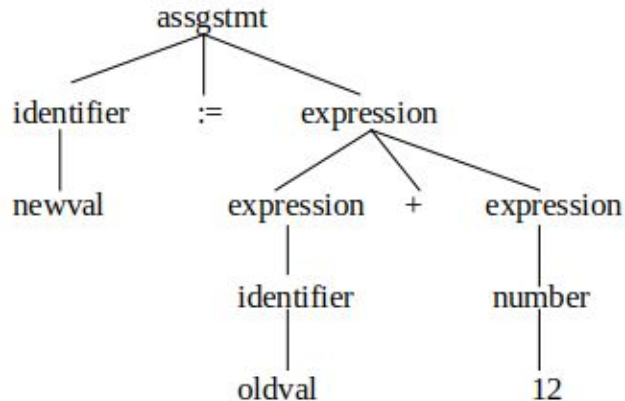 assgstmt
identifier := expression
newval expression + expression
identifier number
oldval 12